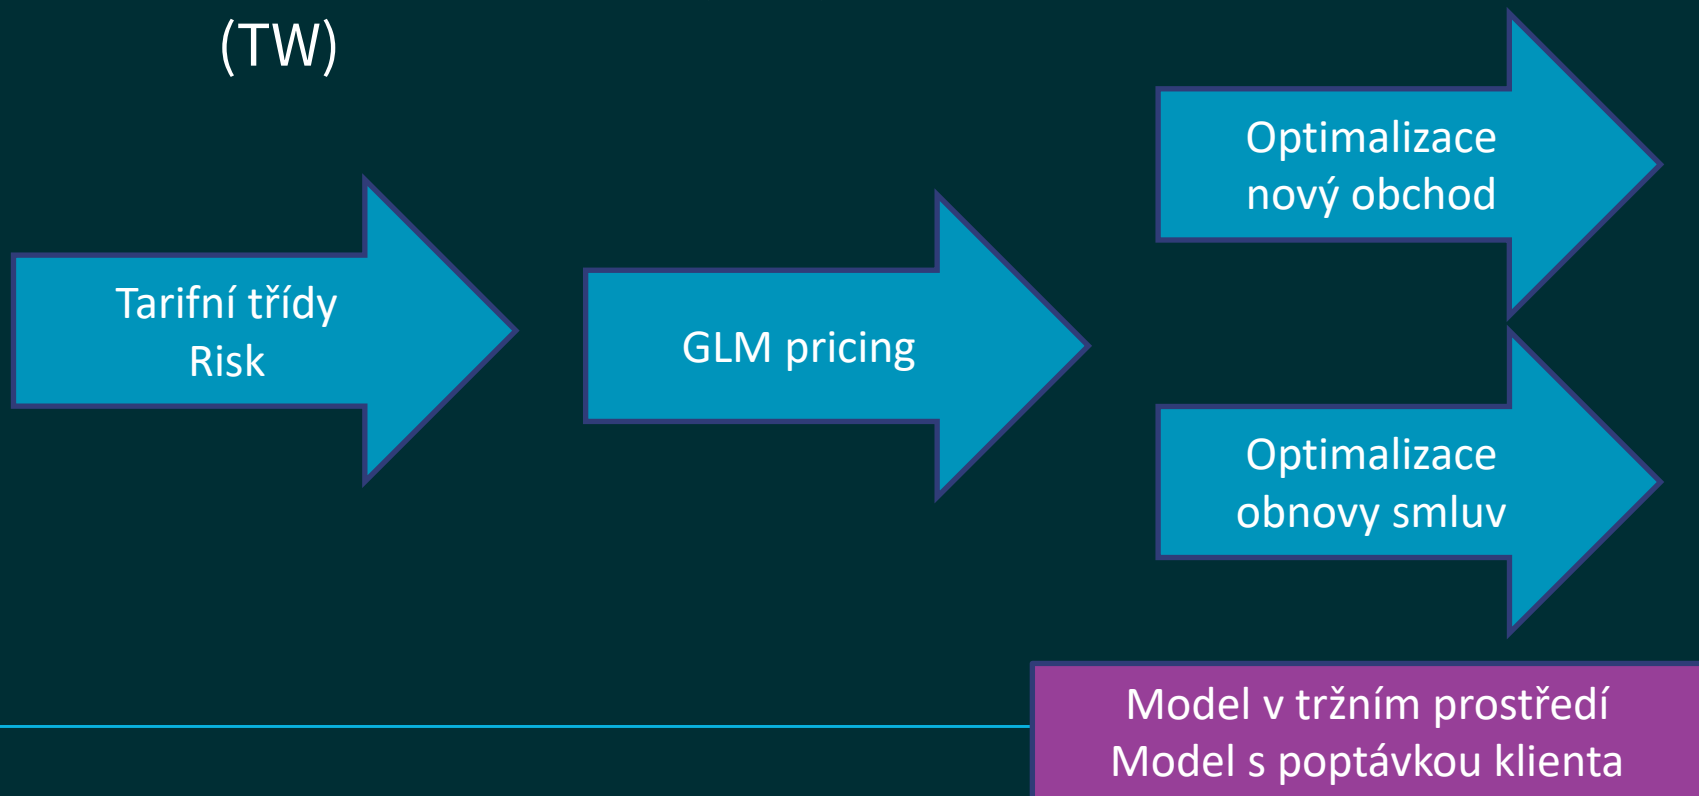 (TW)
Tarifní třídy
Risk
GLM pricing
Optimalizace
nový obchod
Optimalizace
obnovy smluv
Model v tržním prostředí
Model s poptávkou klienta